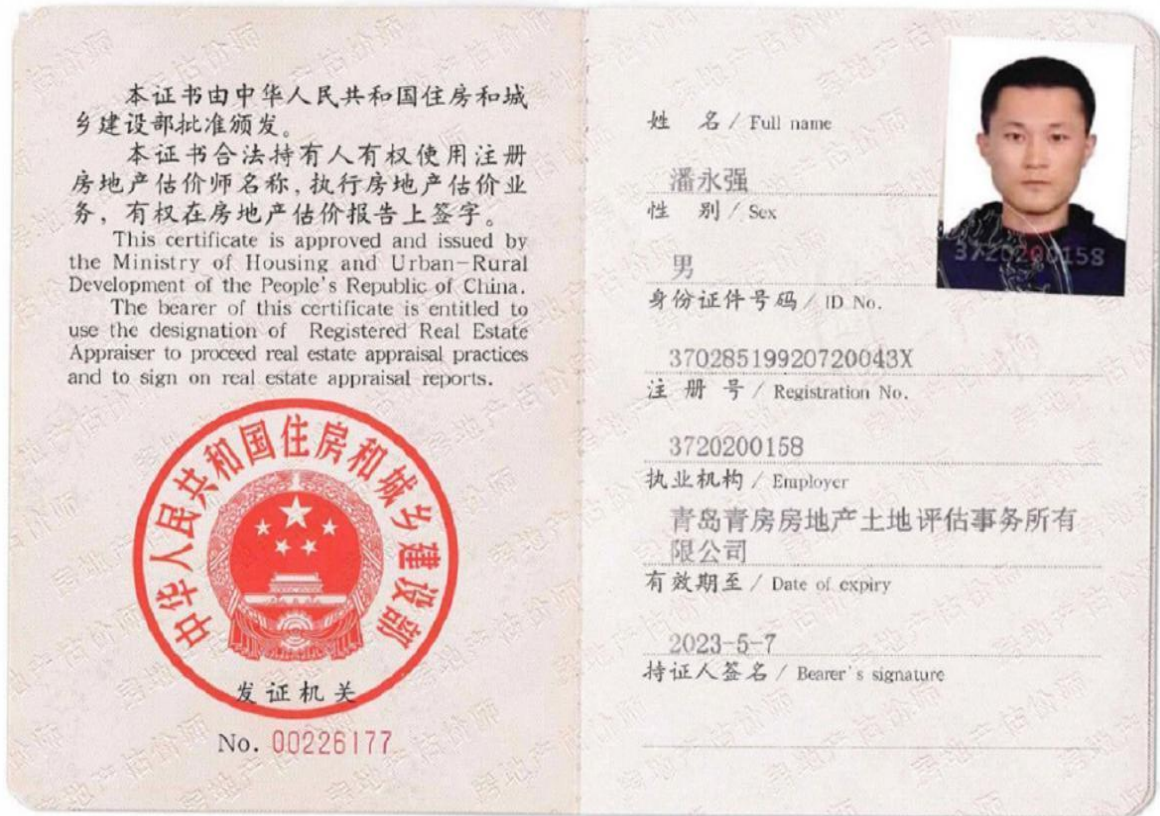 本证书由中华人民共和国住房和城
乡建设部批准颁发。
本证书合法持有人有权使用注册
房地产估价师名称，执行房地产估价业
务，有权在房地产估价报告上签字。
This certificate is approved and issued by
the Ministry of Housing and Urban-Rural
Development of the People's Republic of China.
The bearer of this certificate is entitled to
use the designation of Registered Real Estate
Appraiser to proceed real estate appraisal practices
and to sign on real estate appraisal reports.
中华人民共和国住房和城乡建设部
发证机关
No. 00226177
姓 名 / Full name
潘永强
性 别 / Sex
男
身份证件号码 / ID No.
37028519920720043X
注 册 号 / Registration No.
3720200158
执业机构 / Employer
青岛青房房地产土地评估事务所有
限公司
有效期至 / Date of expiry
2023-5-7
持证人签名 / Bearer's signature
3720200158
房地产估价师